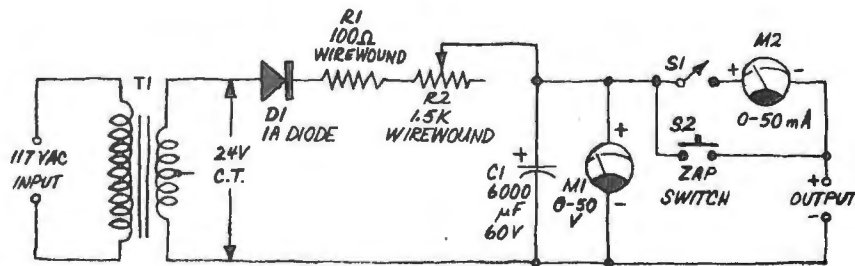 117 VAC
INPUT
T1
24V
C.T.
D1
1A DIODE
R1
100Ω
WIREWOUND
R2
1.5K
WIREWOUND
+
C1
6000
µF
60V
+
M1
0-50
V
-
S1
+
M2
-
0-50 mA
S2
ZAP
SWITCH
+
OUTPUT
-